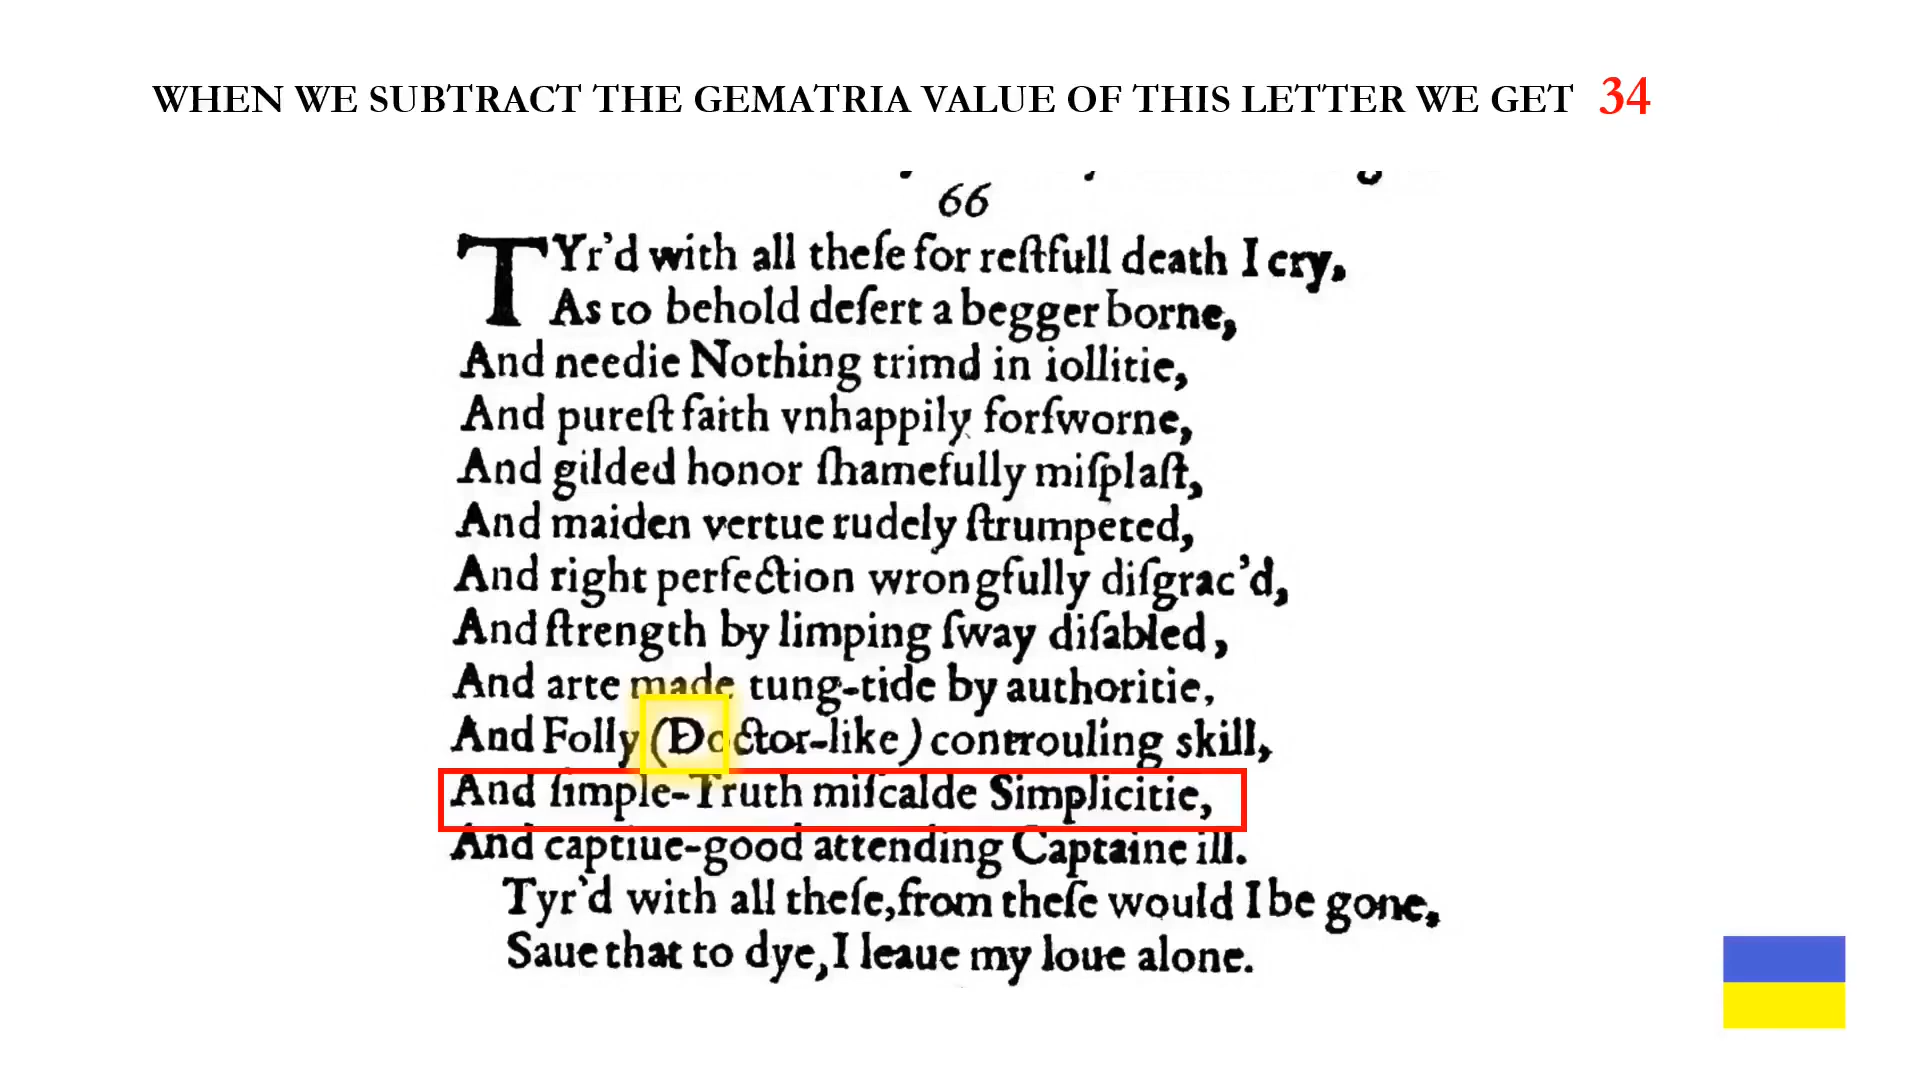 WHEN WE SUBTRACT THE GEMATRIA VALUE OF THIS LETTER WE GET 34
66
TYr'd with all theſe for reſtfull death I cry,
As to behold deſert a begger borne,
And needie Nothing trimd in iollitie,
And pureſt faith vnhappily forſworne,
And gilded honor ſhamefully miſplaſt,
And maiden vertue rudely ſtrumpeted,
And right perfection wrongfully diſgrac'd,
And ſtrength by limping ſway diſabled,
And arte made tung-tide by authoritie,
And Folly (Doctor-like) controuling skill,
And ſimple-Truth miſcalde Simplicitie,
And captiue-good attending Captaine ill.
Tyr'd with all theſe, from theſe would I be gone,
Saue that to dye, I leaue my loue alone.